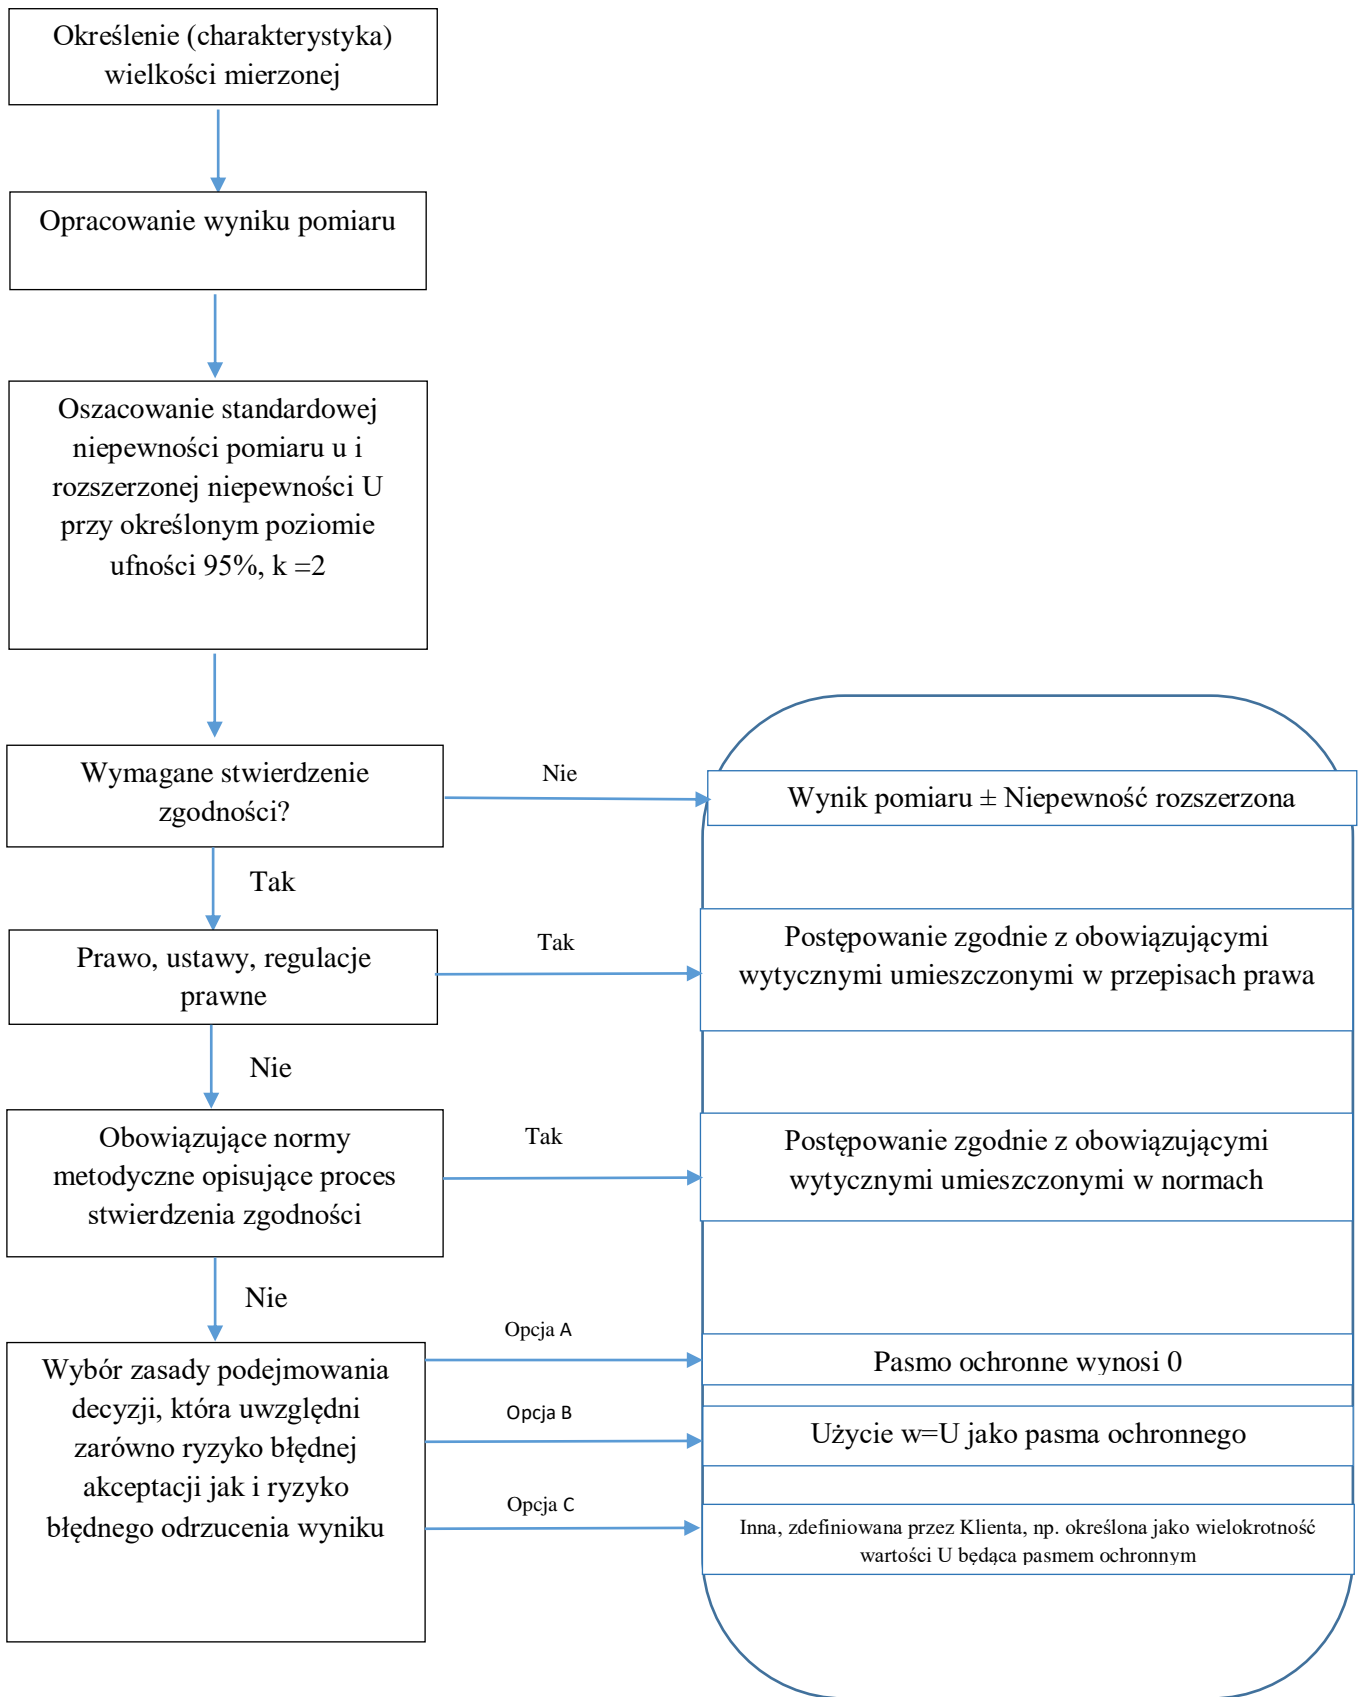 Określenie (charakterystyka)
wielkości mierzonej
Opracowanie wyniku pomiaru
Oszacowanie standardowej
niepewności pomiaru u i
rozszerzonej niepewności U
przy określonym poziomie
ufności 95%, k =2
Wymagane stwierdzenie
zgodności?
Nie
Wynik pomiaru ± Niepewność rozszerzona
Tak
Prawo, ustawy, regulacje
prawne
Tak
Postępowanie zgodnie z obowiązującymi
wytycznymi umieszczonymi w przepisach prawa
Nie
Obowiązujące normy
metodyczne opisujące proces
stwierdzenia zgodności
Tak
Postępowanie zgodnie z obowiązującymi
wytycznymi umieszczonymi w normach
Nie
Wybór zasady podejmowania
decyzji, która uwzględni
zarówno ryzyko błędnej
akceptacji jak i ryzyko
błędnego odrzucenia wyniku
Opcja A
Pasmo ochronne wynosi 0
Opcja B
Użycie w=U jako pasma ochronnego
Opcja C
Inna, zdefiniowana przez Klienta, np. określona jako wielokrotność
wartości U będąca pasmem ochronnym